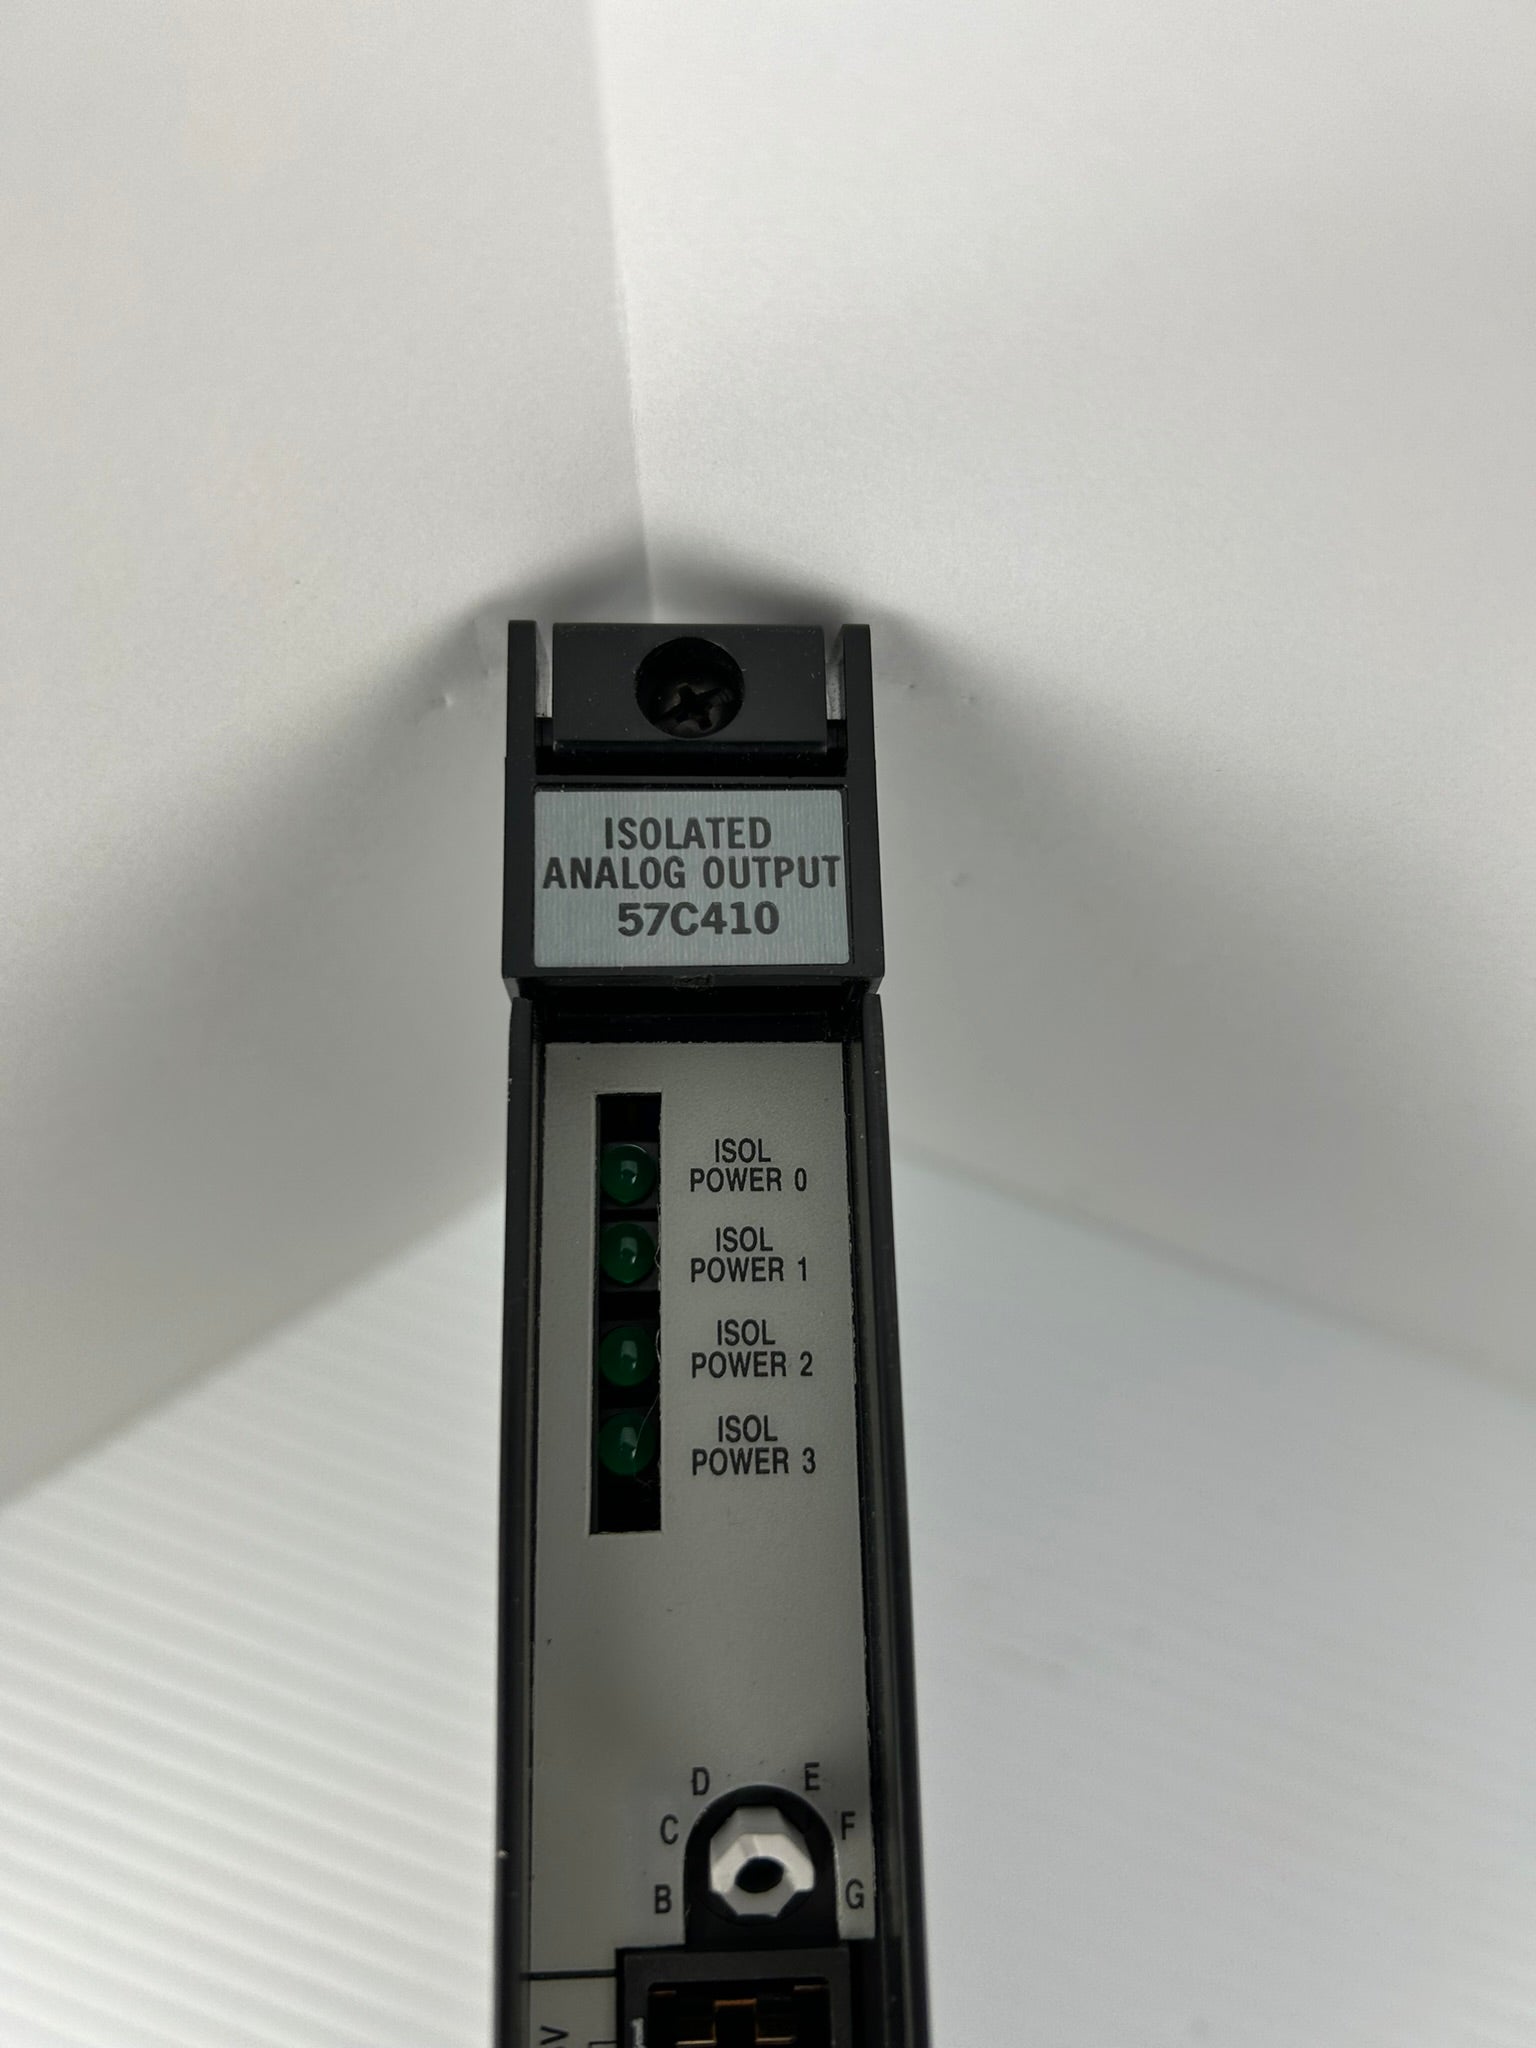 ISOLATED
ANALOG OUTPUT
57C410
ISOL
POWER 0
ISOL
POWER 1
ISOL
POWER 2
ISOL
POWER 3
D E
C F
B G